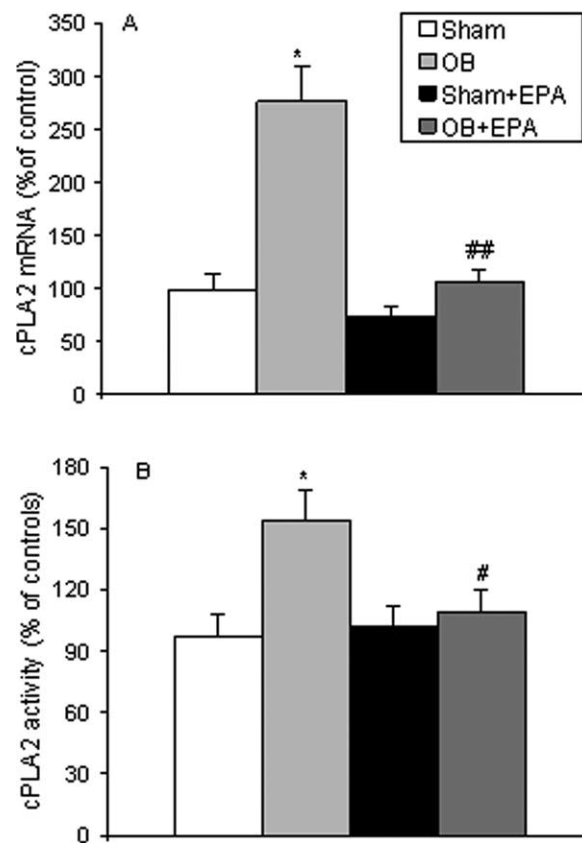 A
Sham
OB
Sham+EPA
OB+EPA
cPLA2 mRNA (%of control)
350
300
250
200
150
100
50
0
*
##
B
cPLA2 activity (% of controls)
180
150
120
90
60
30
0
*
#